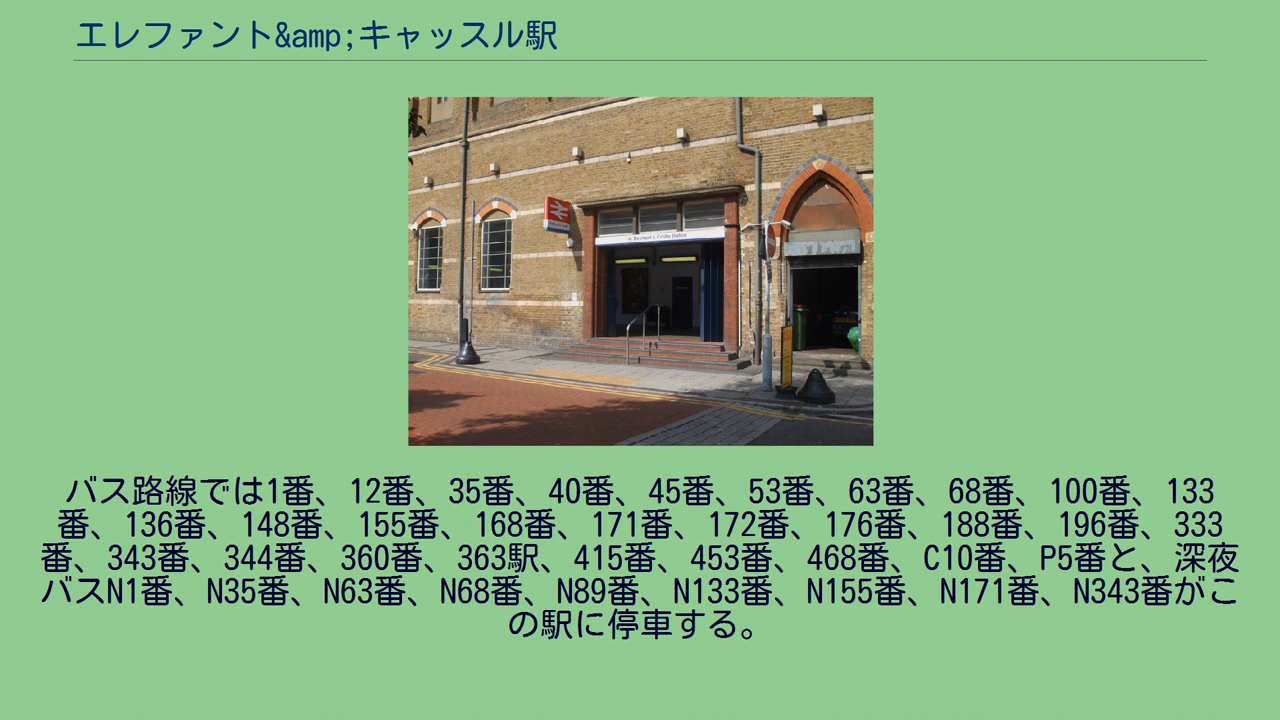 エレファント&amp;キャッスル駅
Elephant & Castle Station
バス路線では1番、12番、35番、40番、45番、53番、63番、68番、100番、133
番、136番、148番、155番、168番、171番、172番、176番、188番、196番、333
番、343番、344番、360番、363駅、415番、453番、468番、C10番、P5番と、深夜
バスN1番、N35番、N63番、N68番、N89番、N133番、N155番、N171番、N343番がこ
の駅に停車する。